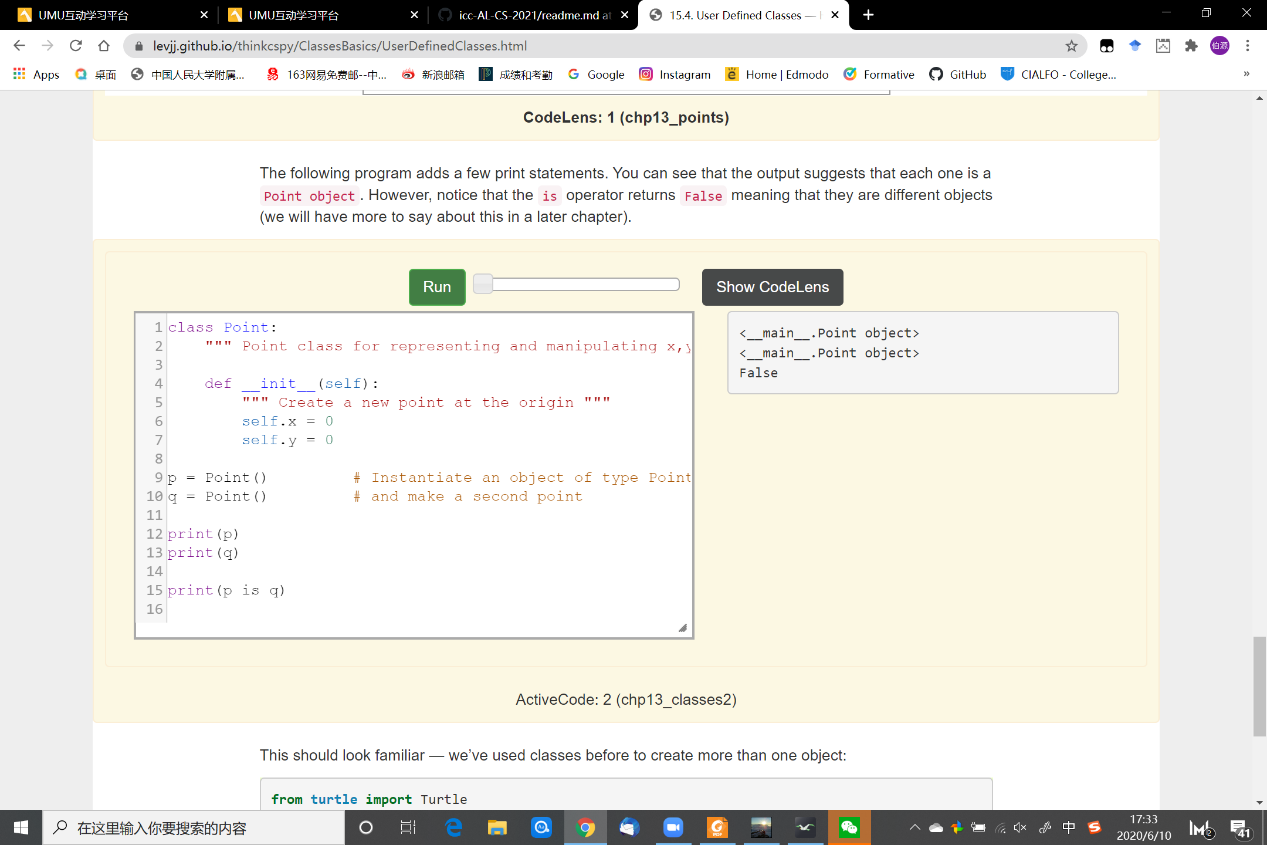 UMU互动学习平台
UMU互动学习平台
icc-AL-CS-2021/readme.md at
15.4. User Defined Classes —
levjj.github.io/thinkcspy/ClassesBasics/UserDefinedClasses.html
伯源
Apps 桌面 中国人民大学附属... 163网易免费邮--中... 新浪邮箱 成绩和考勤 Google Instagram Home | Edmodo Formative GitHub CIALFO - College... »
CodeLens: 1 (chp13_points)
The following program adds a few print statements. You can see that the output suggests that each one is a
Point object. However, notice that the is operator returns False meaning that they are different objects
(we will have more to say about this in a later chapter).
Run
Show CodeLens
1 class Point:
2     """ Point class for representing and manipulating x,y
3
4     def __init__(self):
5         """ Create a new point at the origin """
6         self.x = 0
7         self.y = 0
8
9 p = Point()         # Instantiate an object of type Point
10 q = Point()         # and make a second point
11
12 print(p)
13 print(q)
14
15 print(p is q)
16
<__main__.Point object>
<__main__.Point object>
False
ActiveCode: 2 (chp13_classes2)
This should look familiar — we've used classes before to create more than one object:
from turtle import Turtle
在这里输入你要搜索的内容
中
17:33
2020/6/10
2
41